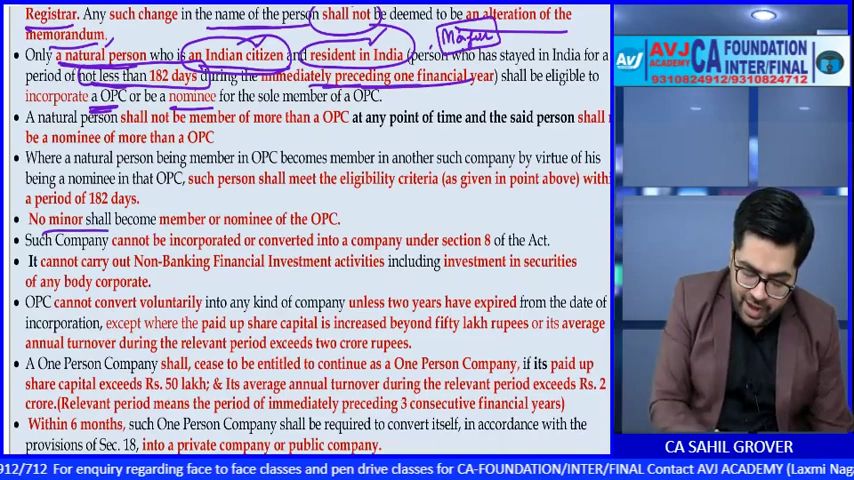 Registrar. Any such change in the name of the person shall not be deemed to be an alteration of the
memorandum.
Major
• Only a natural person who is an Indian citizen and resident in India (person who has stayed in India for a
period of not less than 182 days during the immediately preceding one financial year) shall be eligible to
incorporate a OPC or be a nominee for the sole member of a OPC.
• A natural person shall not be member of more than a OPC at any point of time and the said person shall
be a nominee of more than a OPC
• Where a natural person being member in OPC becomes member in another such company by virtue of his
being a nominee in that OPC, such person shall meet the eligibility criteria (as given in point above) with
a period of 182 days.
• No minor shall become member or nominee of the OPC.
• Such Company cannot be incorporated or converted into a company under section 8 of the Act.
• It cannot carry out Non-Banking Financial Investment activities including investment in securities
of any body corporate.
• OPC cannot convert voluntarily into any kind of company unless two years have expired from the date of
incorporation, except where the paid up share capital is increased beyond fifty lakh rupees or its average
annual turnover during the relevant period exceeds two crore rupees.
• A One Person Company shall, cease to be entitled to continue as a One Person Company, if its paid up
share capital exceeds Rs. 50 lakh; & Its average annual turnover during the relevant period exceeds Rs. 2
crore.(Relevant period means the period of immediately preceding 3 consecutive financial years)
• Within 6 months, such One Person Company shall be required to convert itself, in accordance with the
provisions of Sec. 18, into a private company or public company.
AVJ
AVJ
ACADEMY
CA
FOUNDATION
INTER/FINAL
9310824912/9310824712
CA SAHIL GROVER
912/712 For enquiry regarding face to face classes and pen drive classes for CA-FOUNDATION/INTER/FINAL Contact AVJ ACADEMY (Laxmi Nag